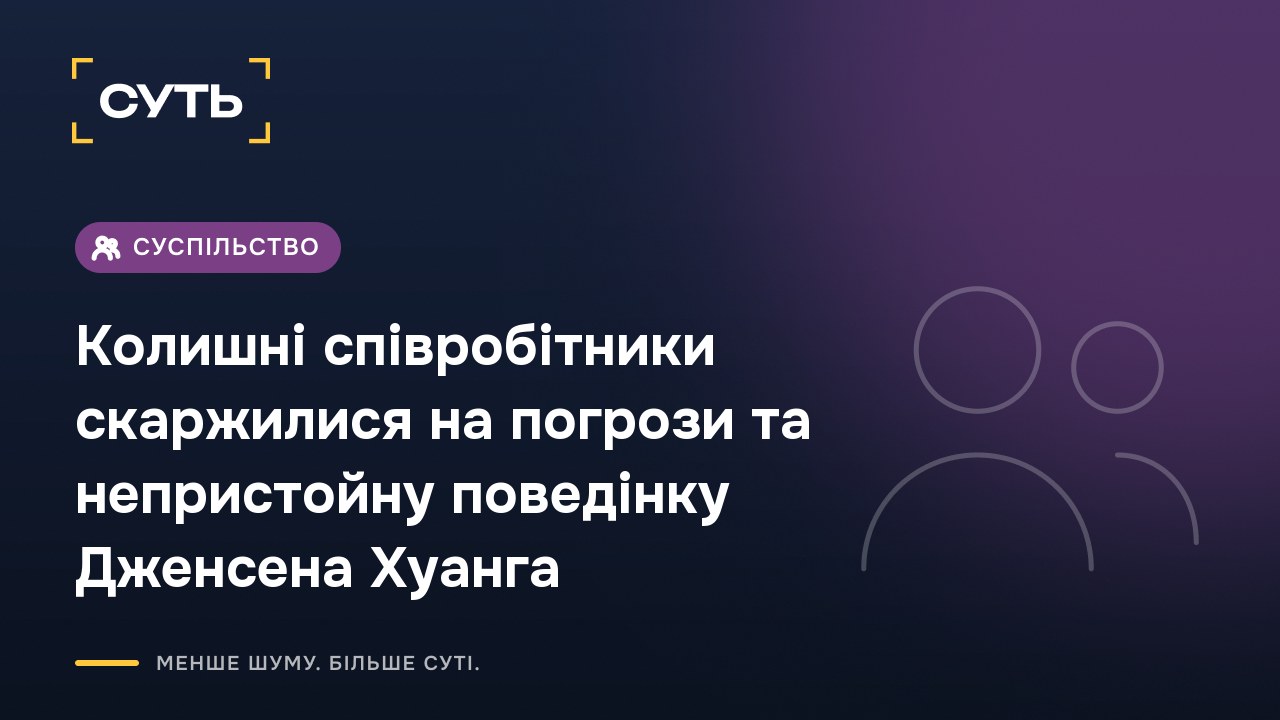 СУТЬ
СУСПІЛЬСТВО
Колишні співробітники
скаржилися на погрози та
непристойну поведінку
Дженсена Хуанга
МЕНШЕ ШУМУ. БІЛЬШЕ СУТІ.